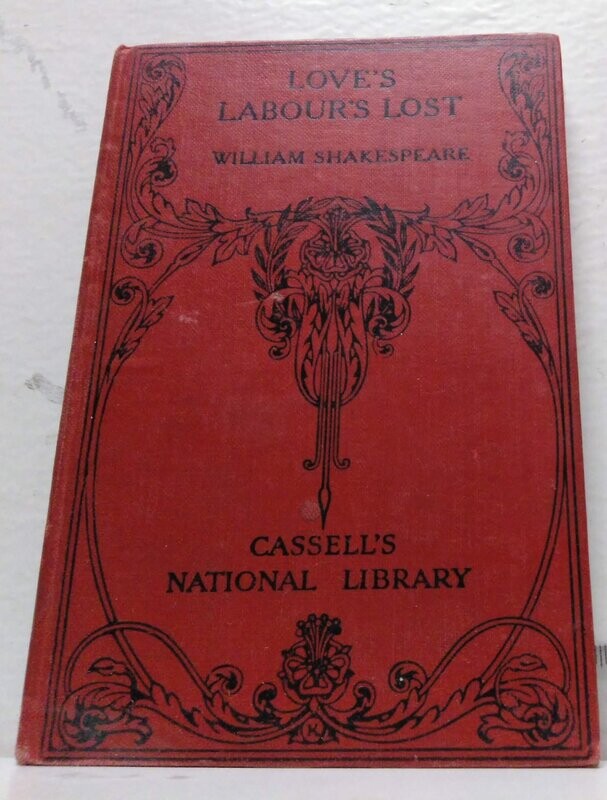 LOVE'S
LABOUR'S LOST
WILLIAM SHAKESPEARE
CASSELL'S
NATIONAL LIBRARY
K